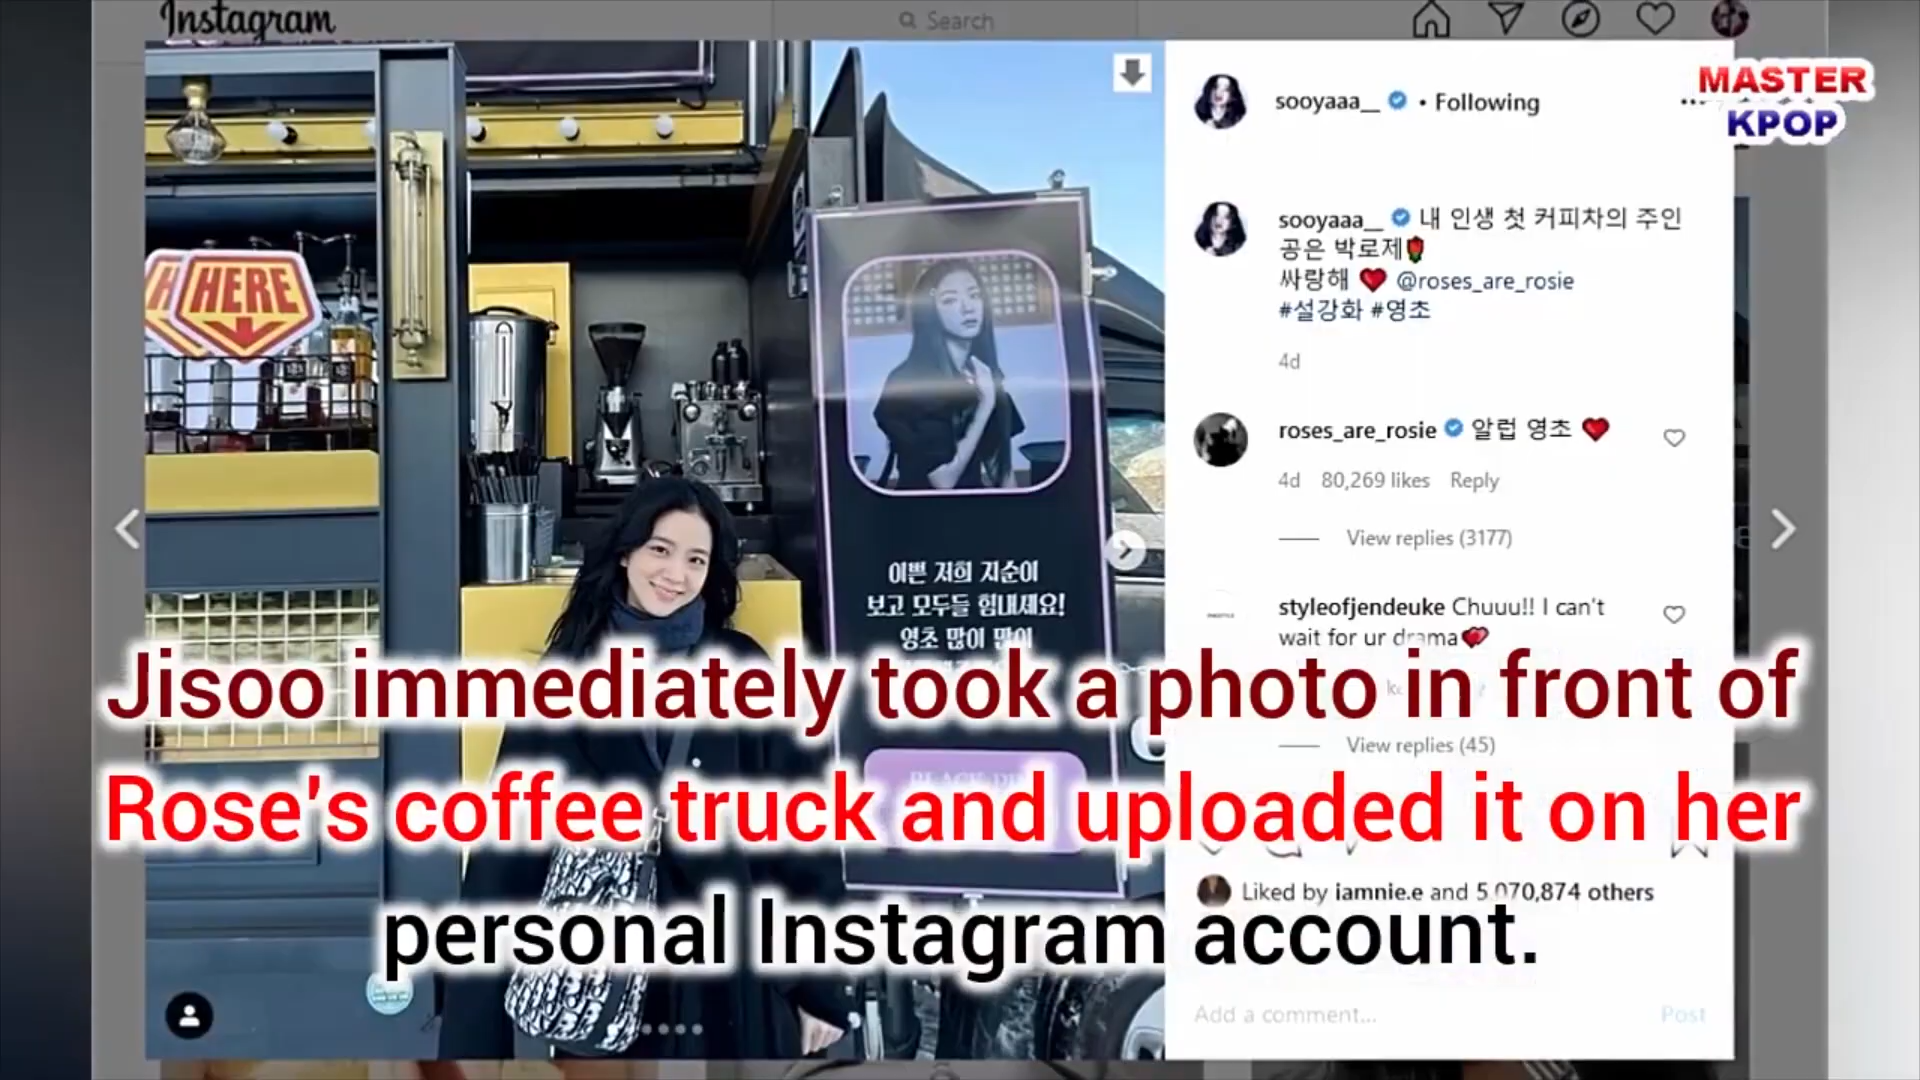 Instagram
Search
MASTER
KPOP
HERE
sooyaaa__ • Following
sooyaaa__ 내 인생 첫 커피차의 주인
공은 박로제🌹
싸랑해 ❤️ @roses_are_rosie
#설강화 #영초
4d
roses_are_rosie 알럽 영초 ❤️
4d 80,269 likes Reply
View replies (3177)
styleofjendeuke Chuuu!! I can't
wait for ur drama💕
View replies (45)
이쁜 저희 지순이
보고 모두들 힘내세요!
영초 많이 많이
Jisoo immediately took a photo in front of
Rose's coffee truck and uploaded it on her
personal Instagram account.
Liked by iamnie.e and 5,070,874 others
Add a comment...
Post